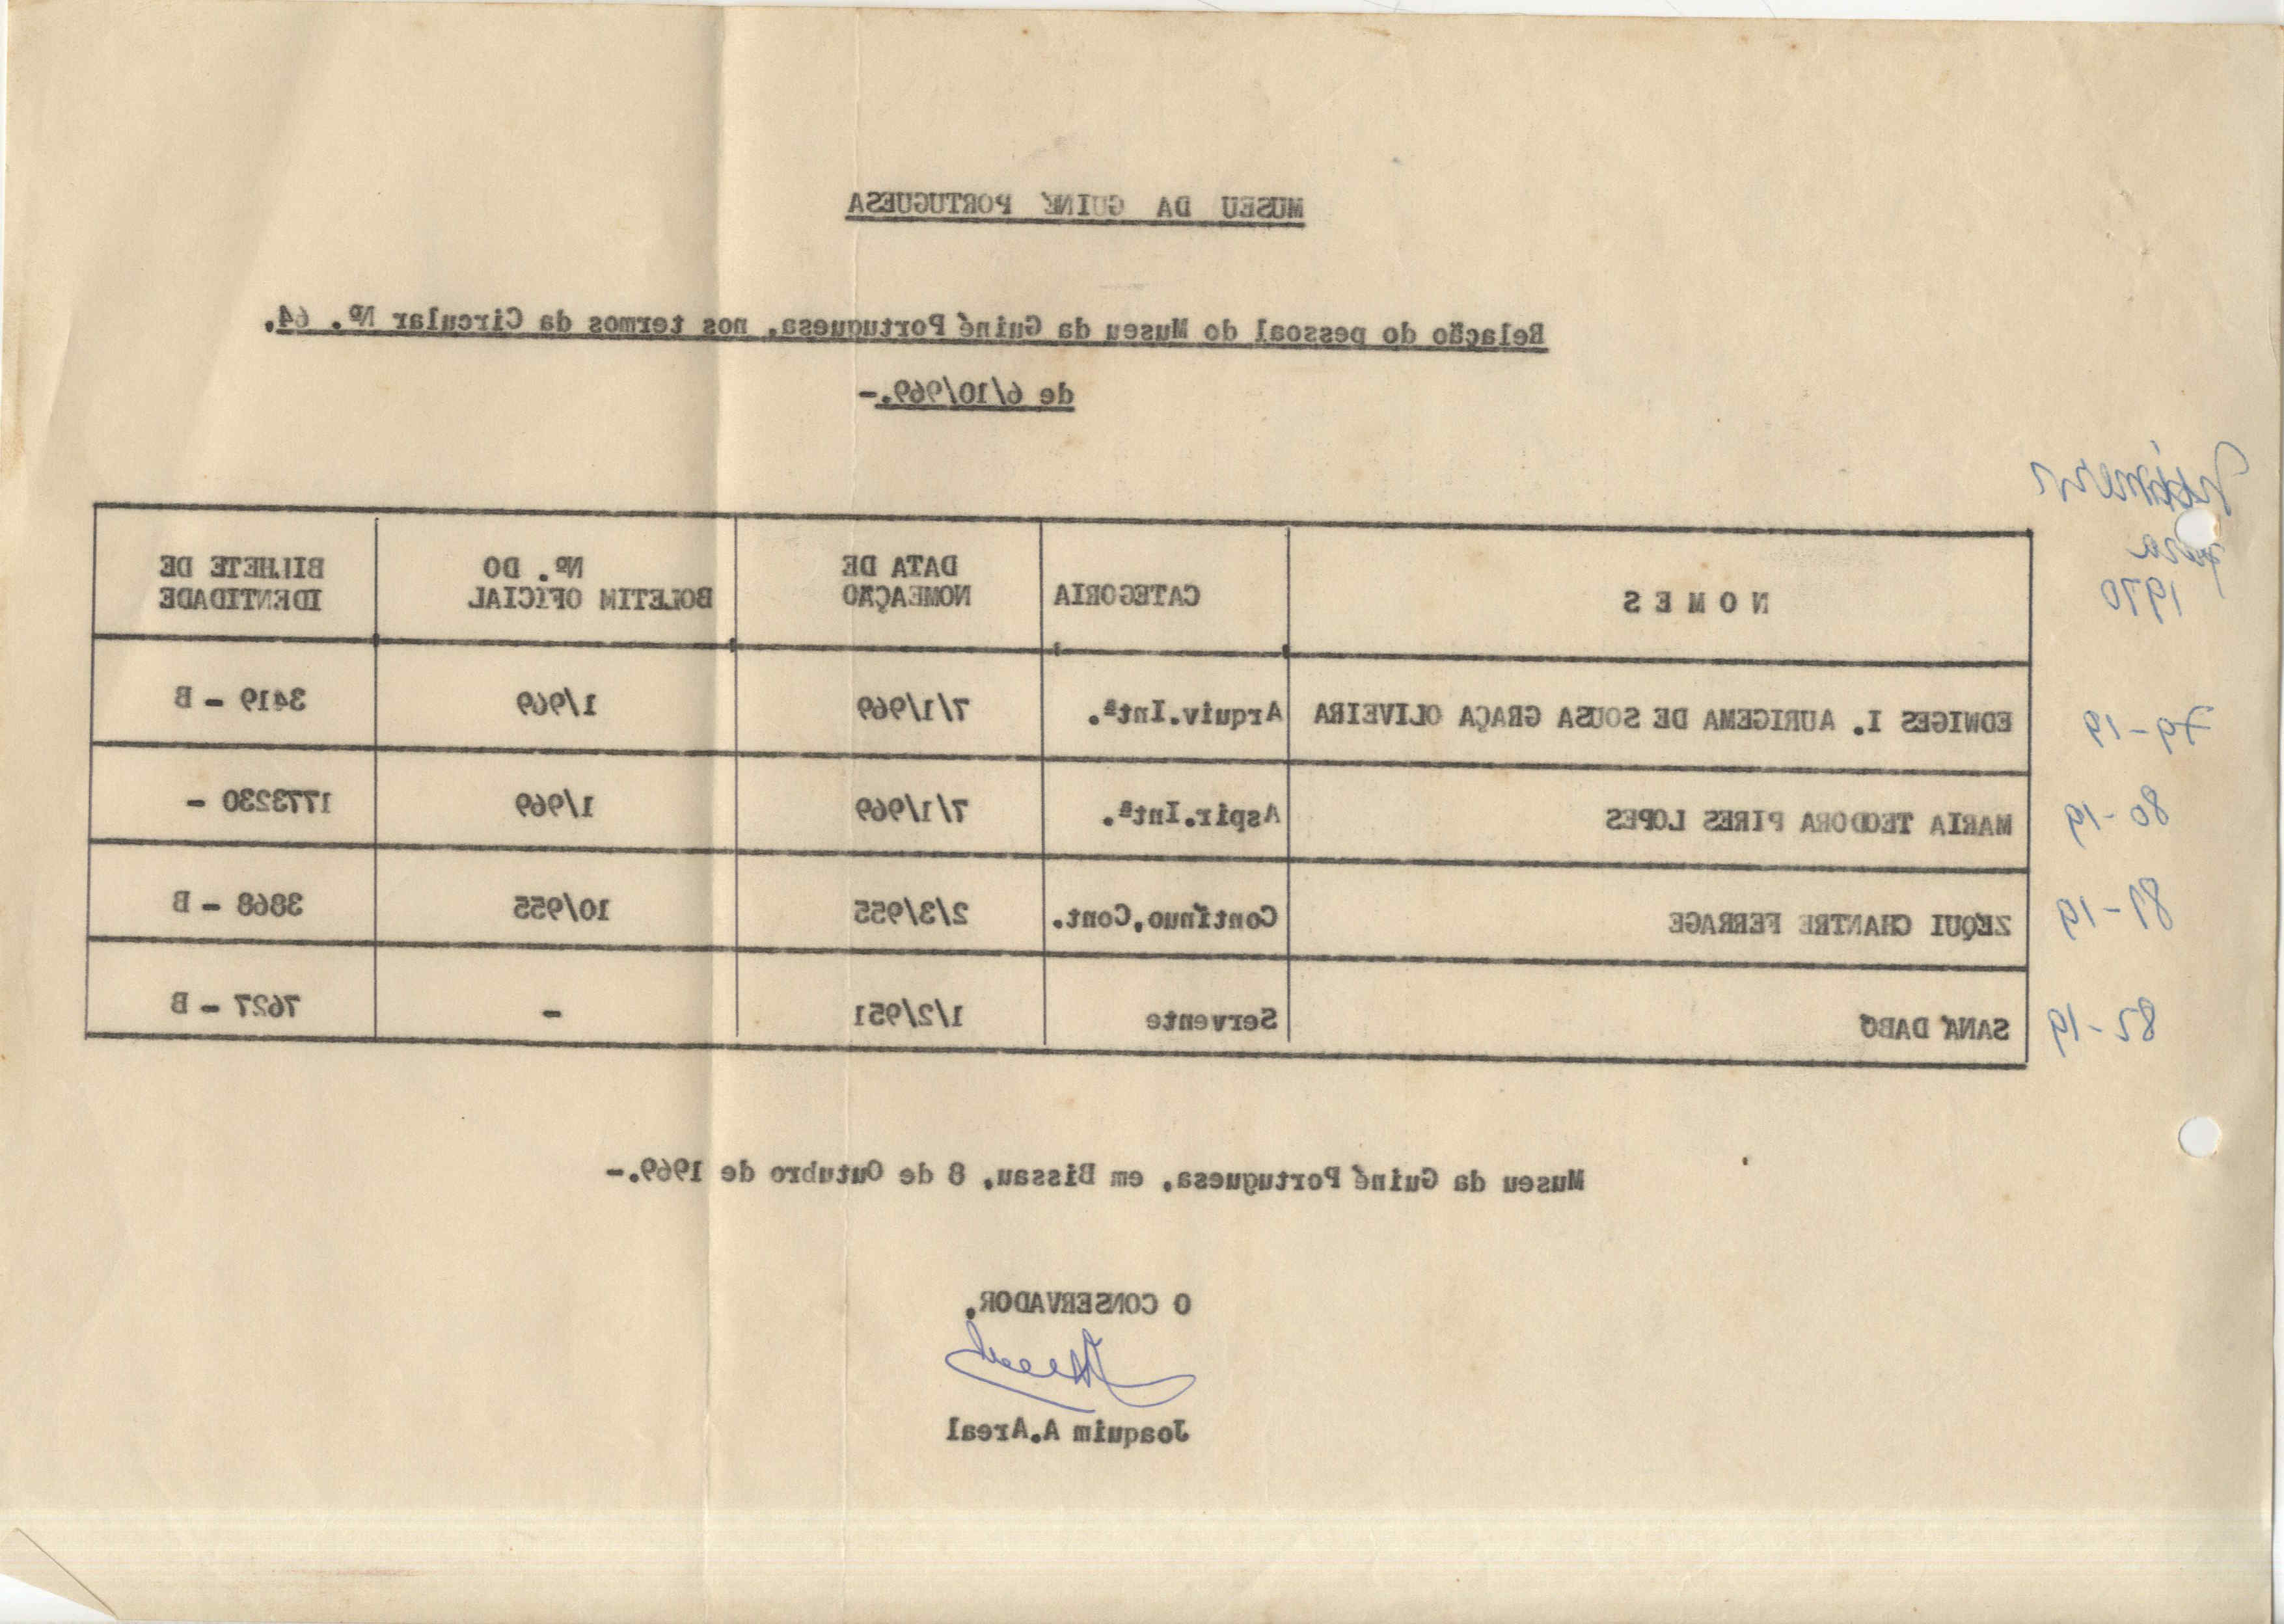 MUSEU DA GUINÉ PORTUGUESA
Relação do pessoal do Museu da Guiné Portuguesa, nos termos da Circular Nº. 64,
de 6/10/969.-
para
1970
N O M E S CATEGORIA DATA DE NOMEAÇÃO Nº. DO BOLETIM OFICIAL BILHETE DE IDENTIDADE
79-19 EDWIGES I. AURIGEMA DE SOUSA GRAÇA OLIVEIRA Arquiv.Intª. 7/1/969 1/969 3419 - B
80-19 MARIA TEODORA PIRES LOPES Aspir.Intª. 7/1/969 1/969 1773230 -
81-19 ZÉQUI CHANTRE FERRAGE Contínuo,Cont. 2/3/955 10/955 3868 - B
82-19 SANÁ DABÓ Servente 1/2/951 - 7627 - B
Museu da Guiné Portuguesa, em Bissau, 8 de Outubro de 1969.-
O CONSERVADOR,
Joaquim A.Areal